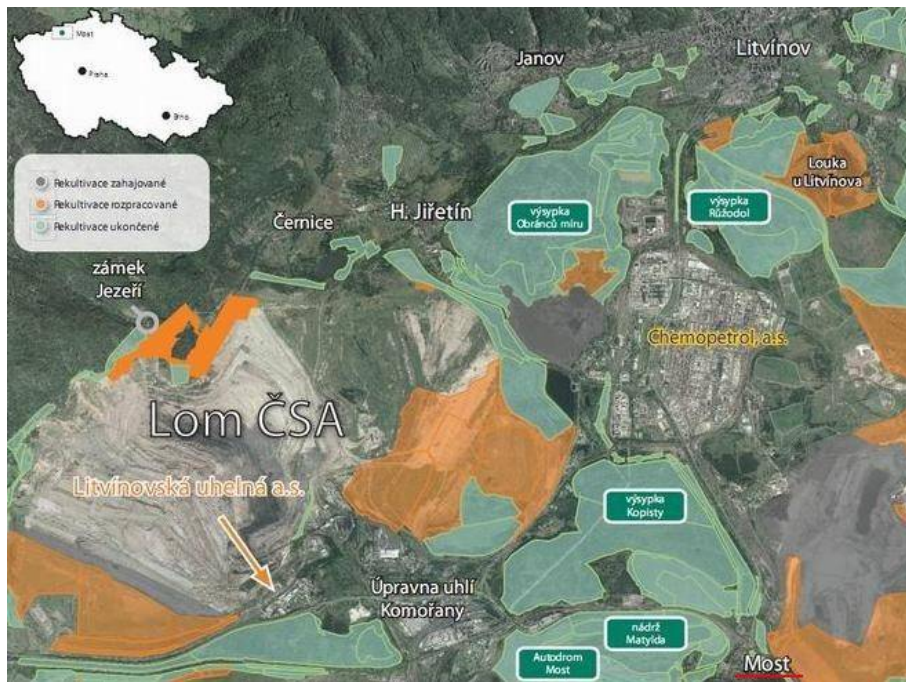 Most
Praha
Brno
Rekultivace zahajované
Rekultivace rozpracované
Rekultivace ukončené
zámek
Jezeří
Černice
H. Jiřetín
Janov
Litvínov
výsypka
Obránců míru
výsypka
Růžodol
Louka
u Litvínova
Chemopetrol, a.s.
Lom ČSA
Litvínovská uhelná a.s.
výsypka
Kopisty
Úpravna uhlí
Komořany
nádrž
Matylda
Autodrom
Most
Most